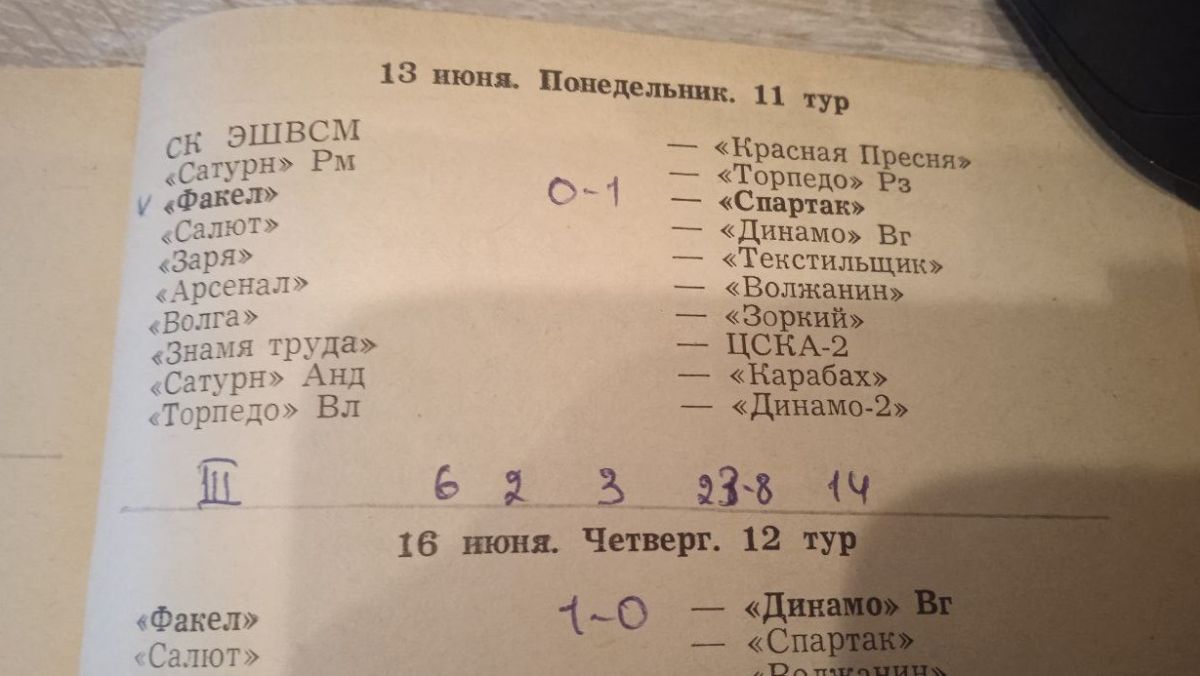 13 июня. Понедельник. 11 тур
СК ЭШВСМ — «Красная Пресня»
«Сатурн» Рм — «Торпедо» Рз
v «Факел» 0-1 — «Спартак»
«Салют» — «Динамо» Вг
«Заря» — «Текстильщик»
«Арсенал» — «Волжанин»
«Волга» — «Зоркий»
«Знамя труда» — ЦСКА-2
«Сатурн» Анд — «Карабах»
«Торпедо» Вл — «Динамо-2»
III 6 2 3 23-8 14
16 июня. Четверг. 12 тур
«Факел» 1-0 — «Динамо» Вг
«Салют» — «Спартак»
«Волжанин»